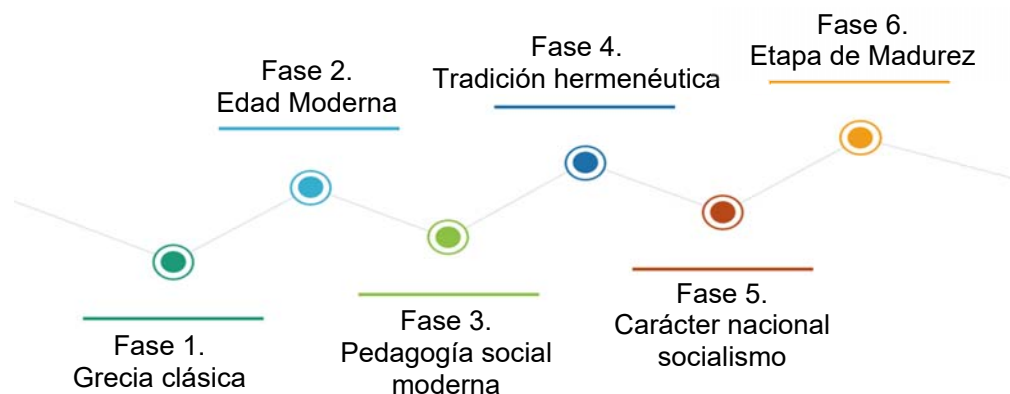 Fase 1.
Grecia clásica
Fase 2.
Edad Moderna
Fase 3.
Pedagogía social
moderna
Fase 4.
Tradición hermenéutica
Fase 5.
Carácter nacional
socialismo
Fase 6.
Etapa de Madurez